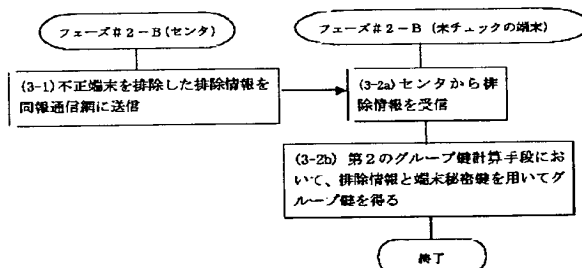 フェーズ＃２－Ｂ(センタ)
フェーズ＃２－Ｂ (未チェックの端末)
(3-1) 不正端末を排除した排除情報を
同報通信網に送信
(3-2a) センタから排
除情報を受信
(3-2b) 第２のグループ鍵計算手段に
おいて、排除情報と端末秘密鍵を用いてグ
ループ鍵を得る
終了